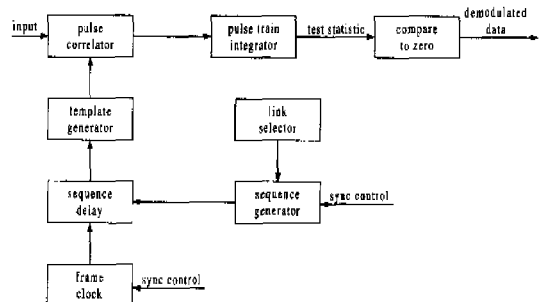 input
pulse
correlator
pulse train
integrator
test statistic
compare
to zero
demodulated
data
template
generator
link
selector
sequence
delay
sequence
generator
sync control
frame
clock
sync control